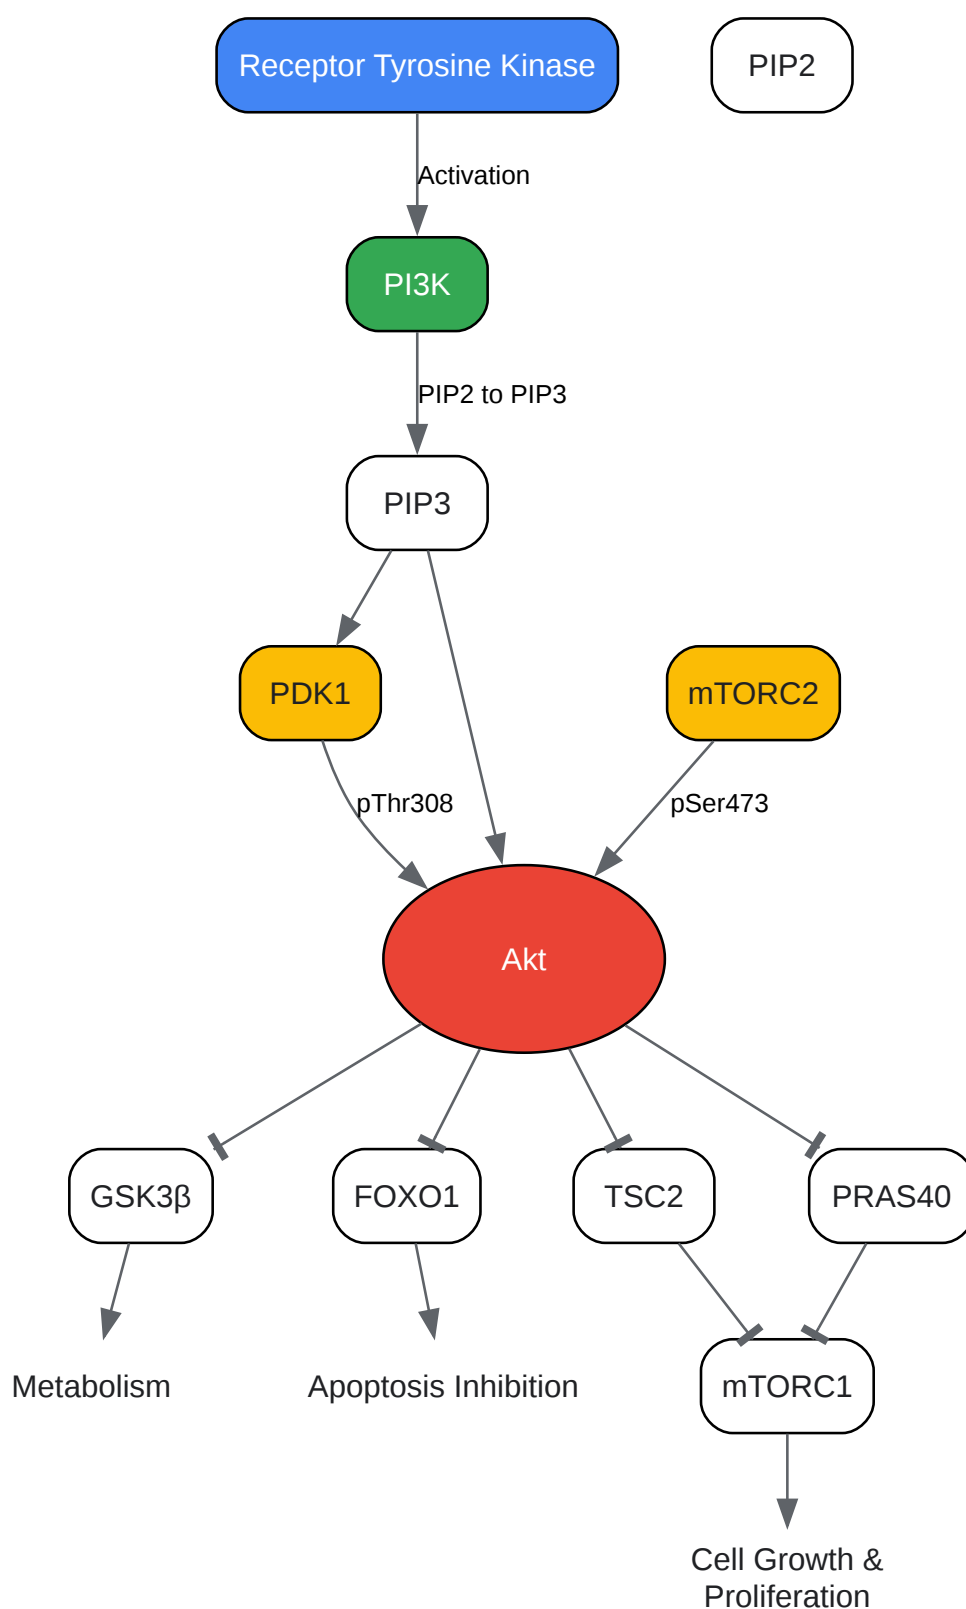 Receptor Tyrosine Kinase
PIP2
Activation
PI3K
PIP2 to PIP3
PIP3
PDK1
mTORC2
pThr308
pSer473
Akt
GSK3β
FOXO1
TSC2
PRAS40
Metabolism
Apoptosis Inhibition
mTORC1
Cell Growth &
Proliferation